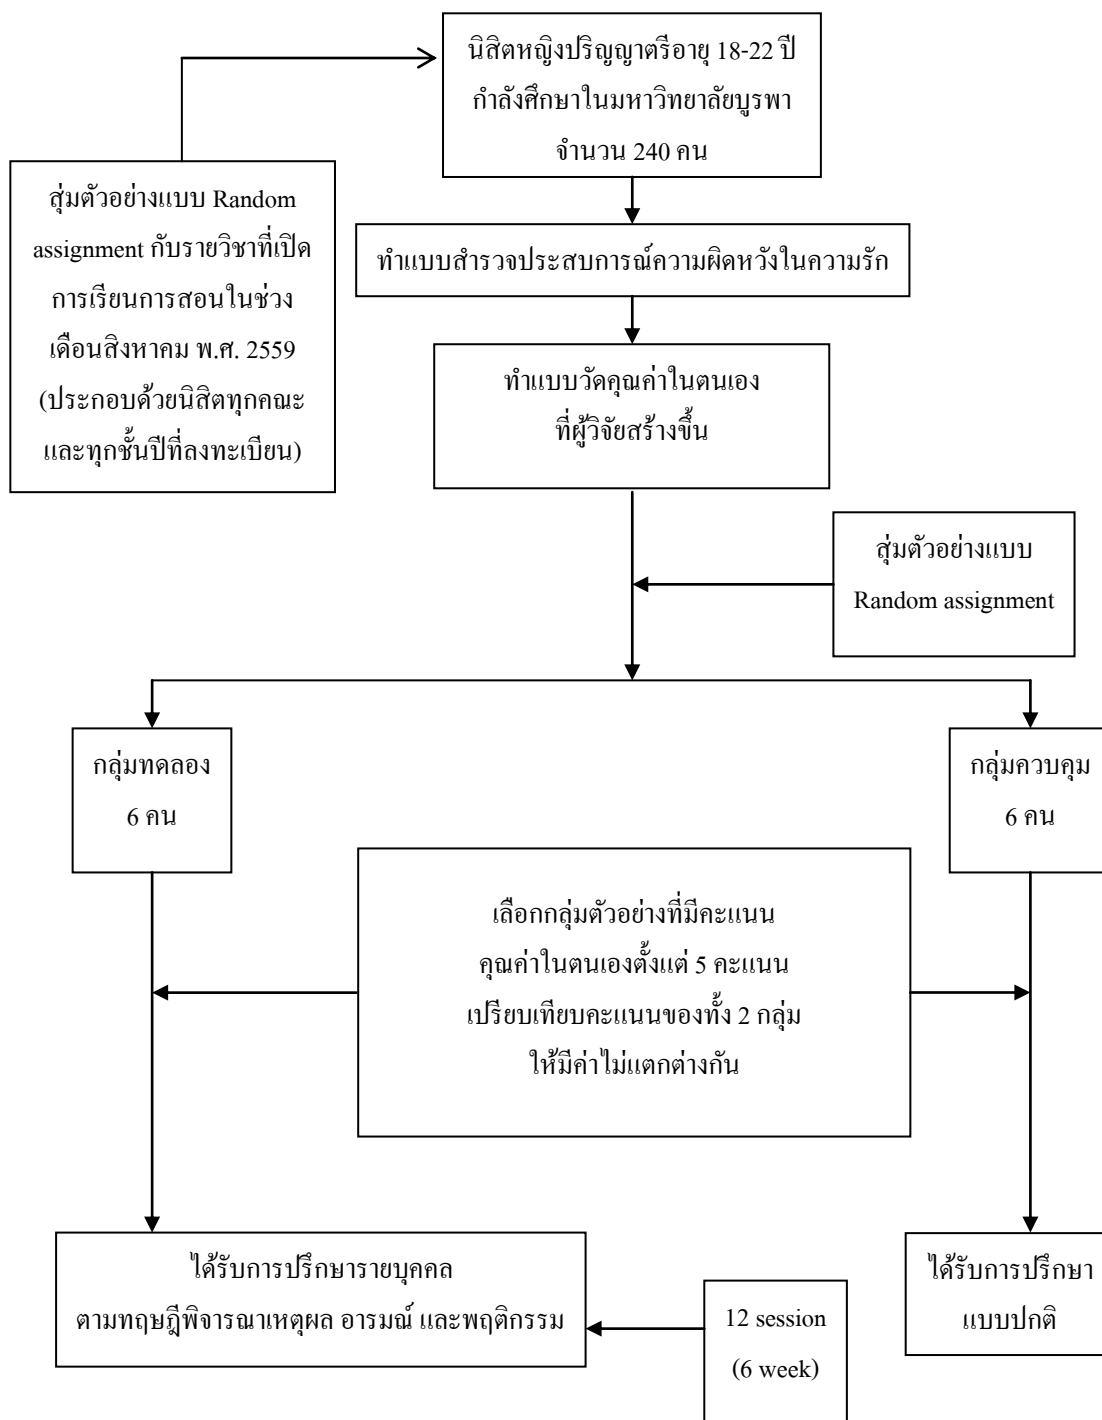 นิสิตหญิงปริญญาตรีอายุ 18-22 ปี
กำลังศึกษาในมหาวิทยาลัยบูรพา
จำนวน 240 คน
สุ่มตัวอย่างแบบ Random
assignment กับรายวิชาที่เปิด
การเรียนการสอนในช่วง
เดือนสิงหาคม พ.ศ. 2559
(ประกอบด้วยนิสิตทุกคณะ
และทุกชั้นปีที่ลงทะเบียน)
ทำแบบสำรวจประสบการณ์ความผิดหวังในความรัก
ทำแบบวัดคุณค่าในตนเอง
ที่ผู้วิจัยสร้างขึ้น
สุ่มตัวอย่างแบบ
Random assignment
กลุ่มทดลอง
6 คน
กลุ่มควบคุม
6 คน
เลือกกลุ่มตัวอย่างที่มีคะแนน
คุณค่าในตนเองตั้งแต่ 5 คะแนน
เปรียบเทียบคะแนนของทั้ง 2 กลุ่ม
ให้มีค่าไม่แตกต่างกัน
ได้รับการปรึกษารายบุคคล
ตามทฤษฎีพิจารณาเหตุผล อารมณ์ และพฤติกรรม
12 session
(6 week)
ได้รับการปรึกษา
แบบปกติ